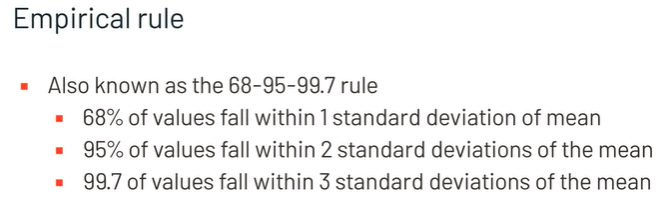 Empirical rule
Also known as the 68-95-99.7 rule
68% of values fall within 1 standard deviation of mean
95% of values fall within 2 standard deviations of the mean
99.7 of values fall within 3 standard deviations of the mean